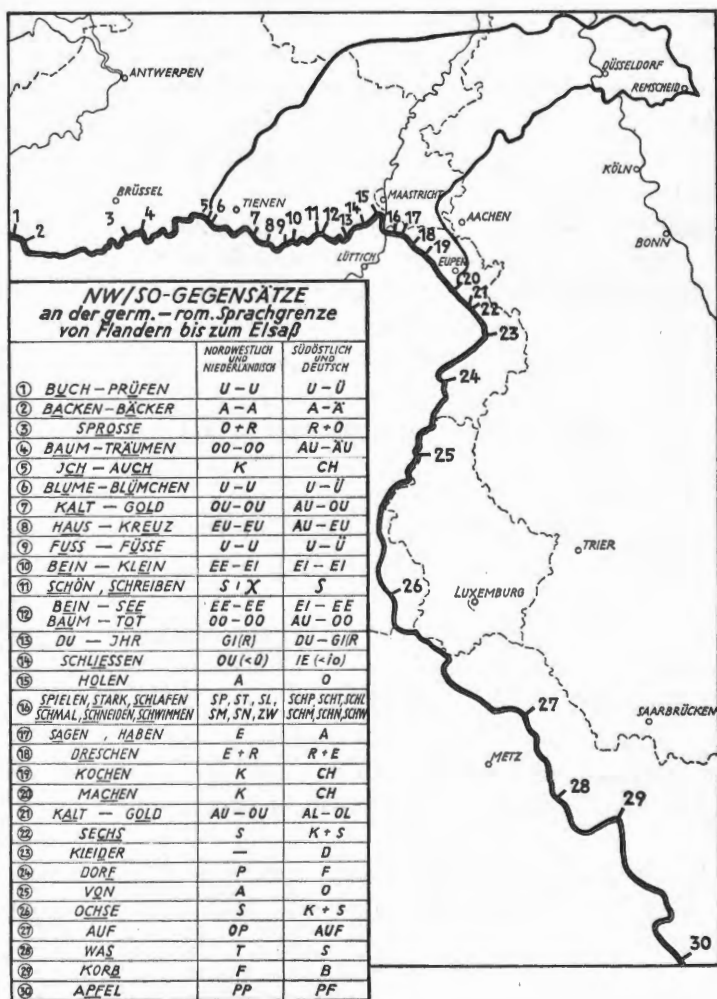 ANTWERPEN
DÜSSELDORF
REMSCHEID
KÖLN
BONN
BRÜSSEL
TIENEN
MAASTRICHT
AACHEN
LÜTTICH
EUPEN
TRIER
LUXEMBURG
SAARBRÜCKEN
METZ
1 2 3 4 5 6 7 8 9 10 11 12 13 14 15 16 17 18 19 20 21 22 23 24 25 26 27 28 29 30
NW/SO-GEGENSÄTZE
an der germ.-rom. Sprachgrenze
von Flandern bis zum Elsaß
NORDWESTLICH UND NIEDERLÄNDISCH SÜDÖSTLICH UND DEUTSCH
① BUCH – PRÜFEN U – U U – Ü
② BACKEN – BÄCKER A – A A – Ä
③ SPROSSE O + R R + O
④ BAUM – TRÄUMEN OO – OO AU – ÄU
⑤ JCH – AUCH K CH
⑥ BLUME – BLÜMCHEN U – U U – Ü
⑦ KALT – GOLD OU – OU AU – OU
⑧ HAUS – KREUZ EU – EU AU – EU
⑨ FUSS – FÜSSE U – U U – Ü
⑩ BEIN – KLEIN EE – EI EI – EI
⑪ SCHÖN, SCHREIBEN S I X S
⑫ BEIN – SEE EE – EE EI – EE
BAUM – TOT OO – OO AU – OO
⑬ DU – JHR GI(R) DU – GI(R
⑭ SCHLIESSEN OU (<Û) IE (<io)
⑮ HOLEN A O
⑯ SPIELEN, STARK, SCHLAFEN SP, ST, SL, SCHP, SCHT, SCHL
SCHMAL, SCHNEIDEN, SCHWIMMEN SM, SN, ZW SCHM, SCHN, SCHW
⑰ SAGEN , HABEN E A
⑱ DRESCHEN E + R R + E
⑲ KOCHEN K CH
⑳ MACHEN K CH
㉑ KALT – GOLD AU – OU AL – OL
㉒ SECHS S K + S
㉓ KLEIDER — D
㉔ DORF P F
㉕ VON A O
㉖ OCHSE S K + S
㉗ AUF OP AUF
㉘ WAS T S
㉙ KORB F B
㉚ APFEL PP PF